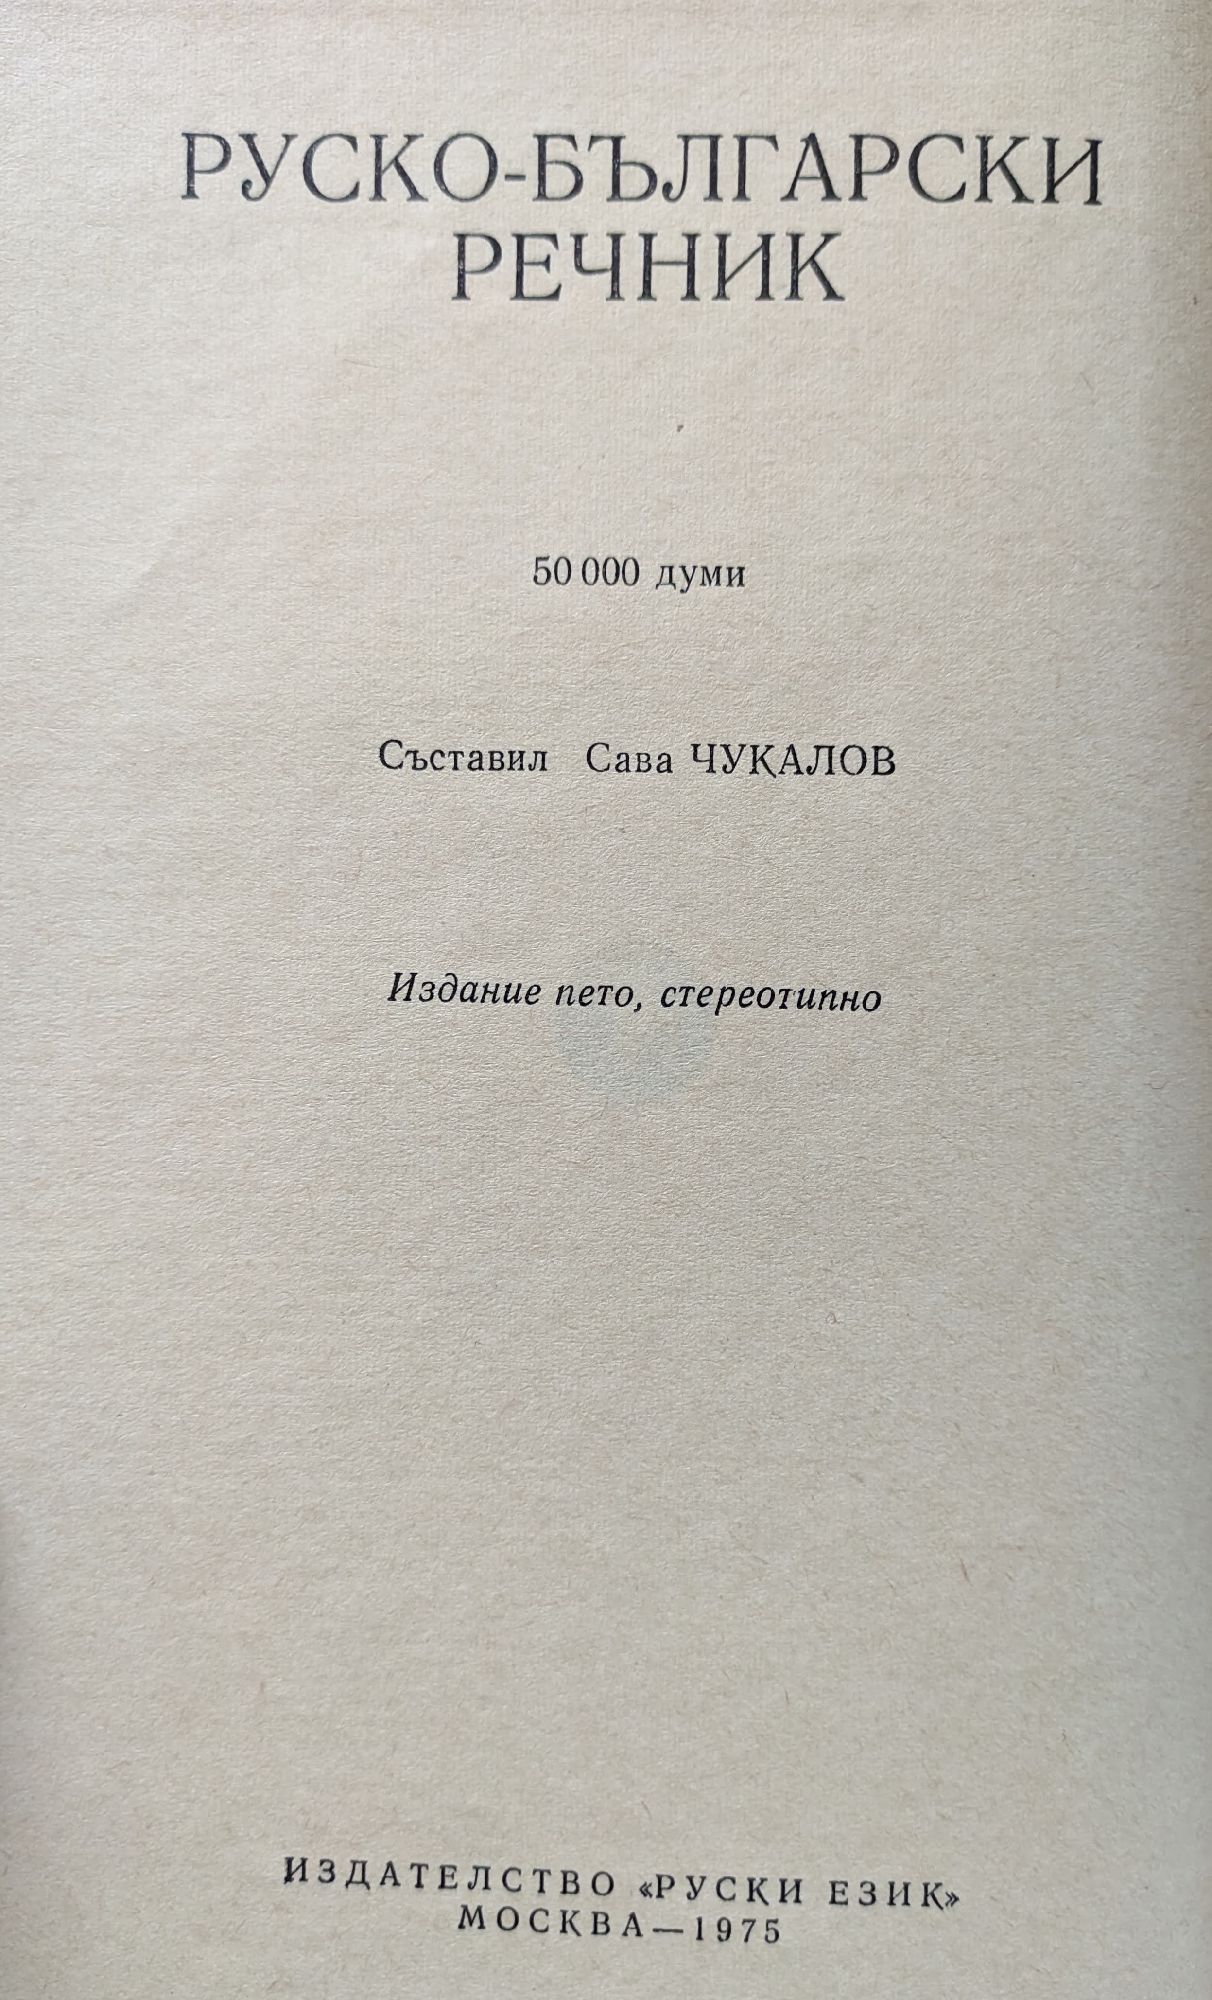 РУСКО-БЪЛГАРСКИ
РЕЧНИК
50 000 думи
Съставил Сава ЧУКАЛОВ
Издание пето, стереотипно
ИЗДАТЕЛСТВО «РУСКИ ЕЗИК»
МОСКВА—1975